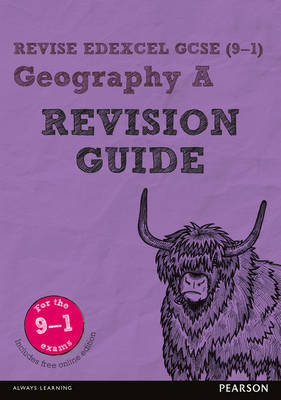 REVISE EDEXCEL GCSE (9–1)
Geography A
REVISION
GUIDE
For the
9–1
exams
Includes free online edition
ALWAYS LEARNING
PEARSON